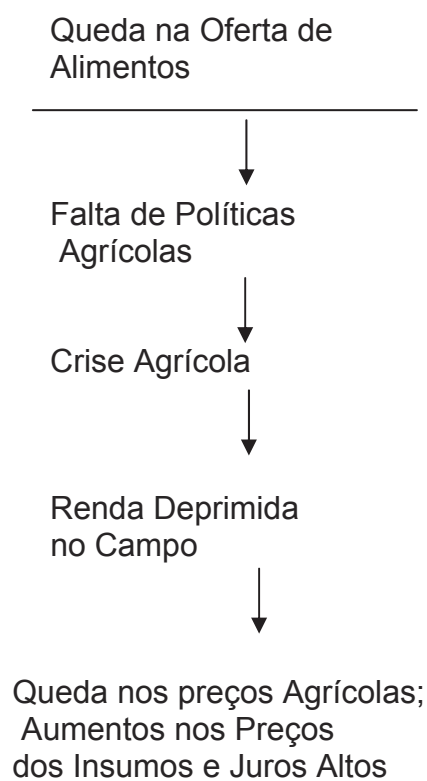 Queda na Oferta de
Alimentos
Falta de Políticas
Agrícolas
Crise Agrícola
Renda Deprimida
no Campo
Queda nos preços Agrícolas;
Aumentos nos Preços
dos Insumos e Juros Altos